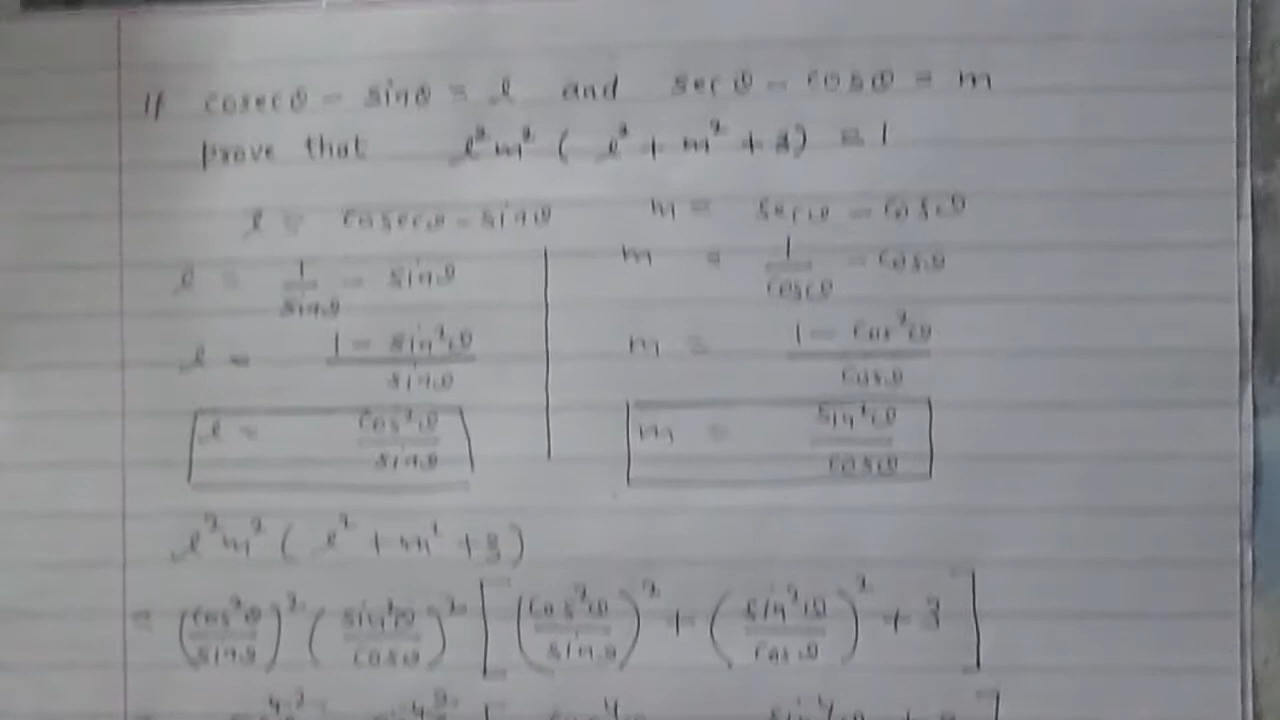 If cosecθ - sinθ = l and secθ - cosθ = m
prove that l²m² ( l² + m² + 3) = 1
l = cosecθ - sinθ m = secθ - cosθ
l = 1/sinθ - sinθ m = 1/cosθ - cosθ
l = (1 - sin²θ)/sinθ m = (1 - cos²θ)/cosθ
l = cos²θ/sinθ m = sin²θ/cosθ
l²m² ( l² + m² + 3)
= (cos²θ/sinθ)² (sin²θ/cosθ)² [ (cos²θ/sinθ)² + (sin²θ/cosθ)² + 3 ]